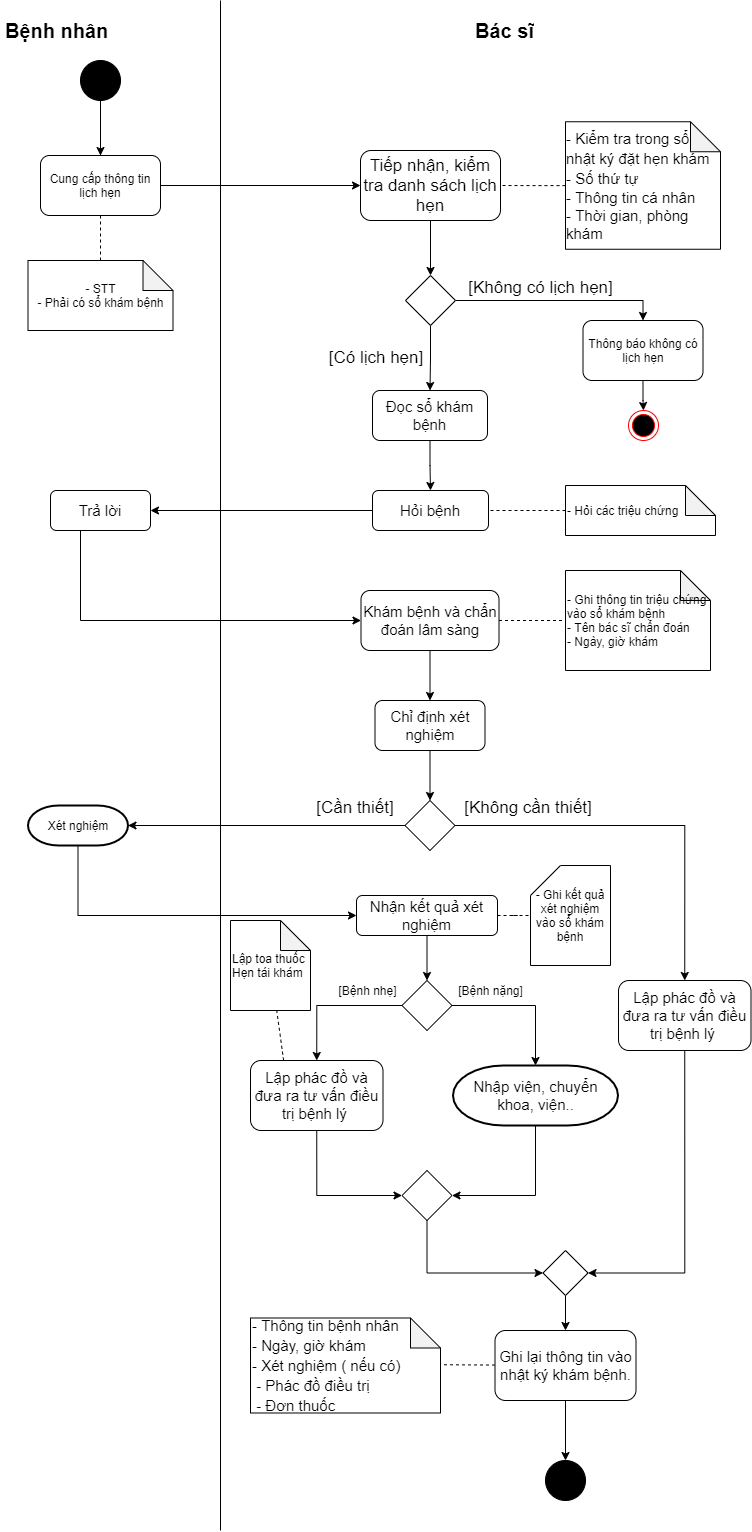 Bệnh nhân
Bác sĩ
Cung cấp thông tin
lịch hẹn
- STT
- Phải có sổ khám bệnh
Tiếp nhận, kiểm
tra danh sách lịch
hẹn
- Kiểm tra trong sổ
nhật ký đặt hẹn khám
- Số thứ tự
- Thông tin cá nhân
- Thời gian, phòng
khám
[Không có lịch hẹn]
Thông báo không có
lịch hẹn
[Có lịch hẹn]
Đọc sổ khám
bệnh
Trả lời
Hỏi bệnh
- Hỏi các triệu chứng
Khám bệnh và chẩn
đoán lâm sàng
- Ghi thông tin triệu chứng
vào sổ khám bệnh
- Tên bác sĩ chẩn đoán
- Ngày, giờ khám
Chỉ định xét
nghiệm
[Cần thiết]
[Không cần thiết]
Xét nghiệm
Nhận kết quả xét
nghiệm
- Ghi kết quả
xét nghiệm
vào sổ khám
bệnh
Lập toa thuốc
Hẹn tái khám
[Bệnh nhẹ]
[Bệnh nặng]
Lập phác đồ và
đưa ra tư vấn điều
trị bệnh lý
Nhập viện, chuyển
khoa, viện..
Lập phác đồ và
đưa ra tư vấn điều
trị bệnh lý
- Thông tin bệnh nhân
- Ngày, giờ khám
- Xét nghiệm ( nếu có)
- Phác đồ điều trị
- Đơn thuốc
Ghi lại thông tin vào
nhật ký khám bệnh.